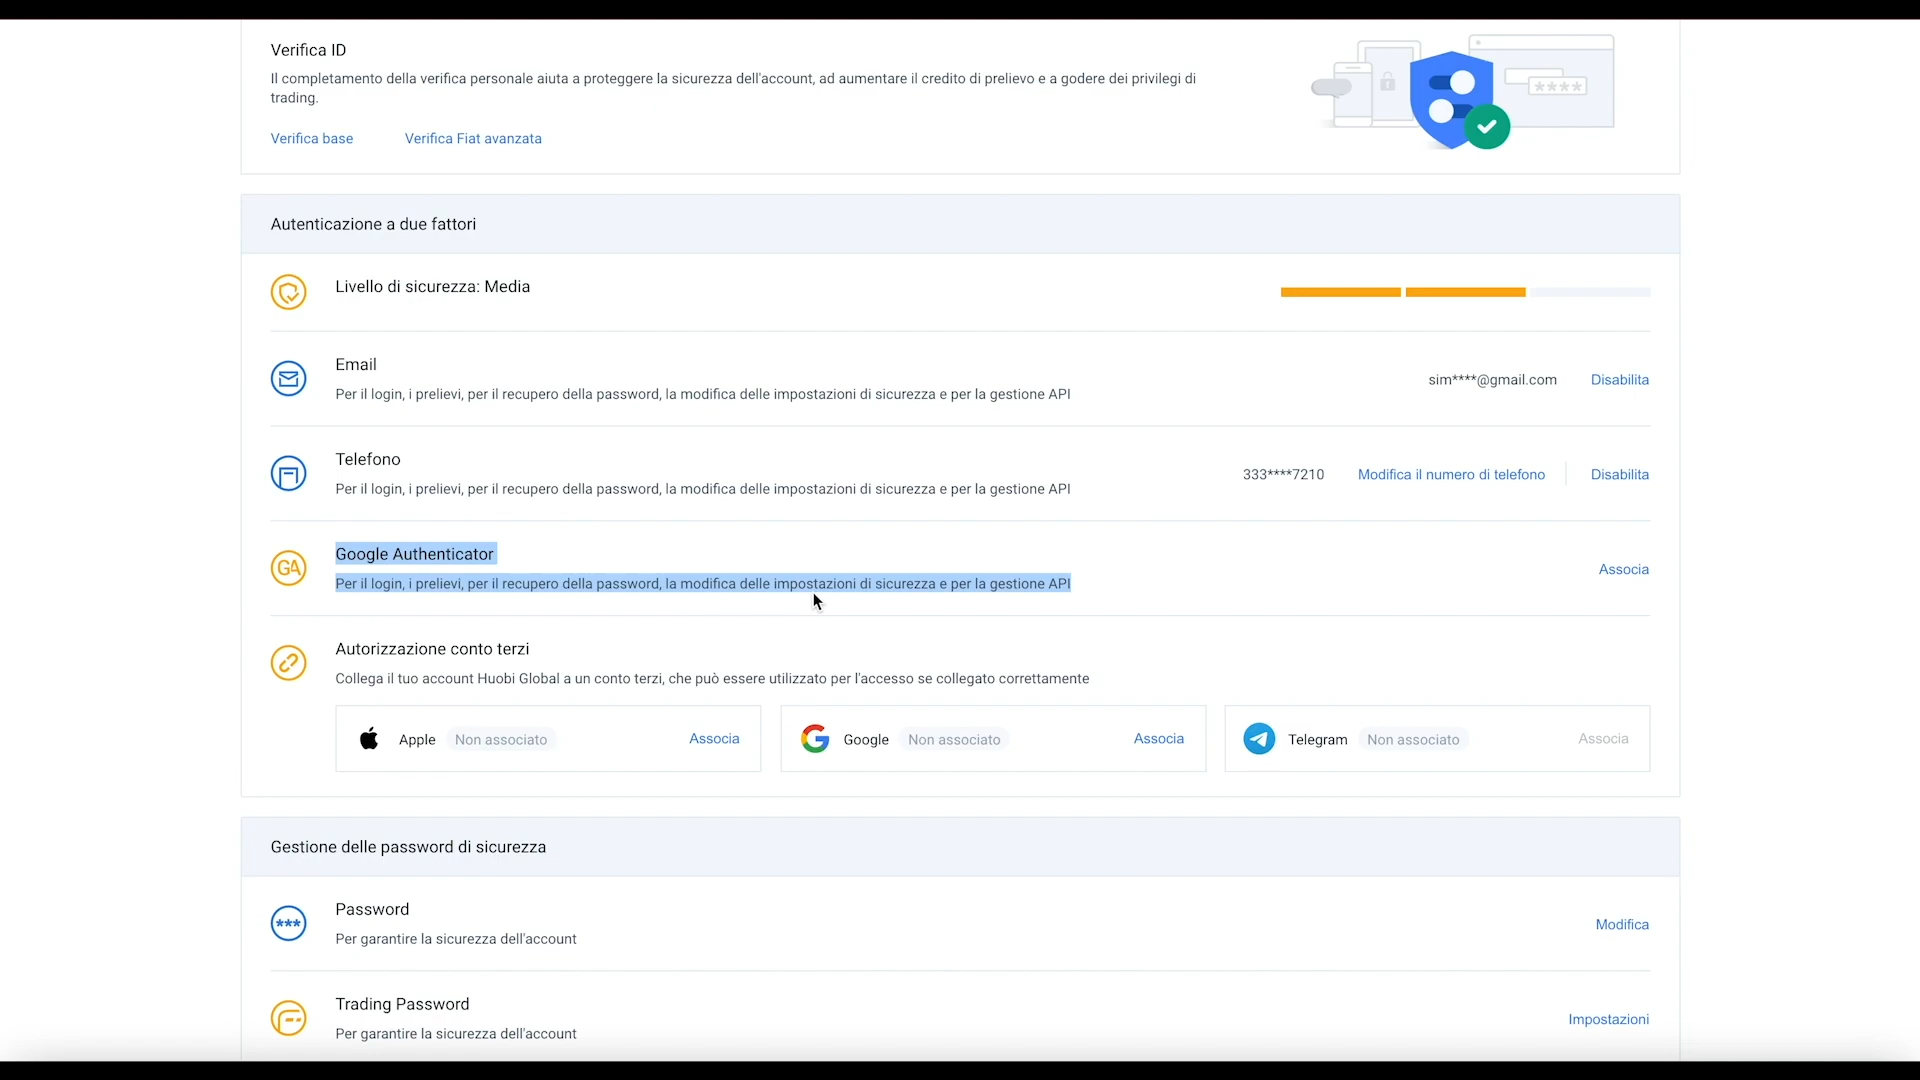 Verifica ID
Il completamento della verifica personale aiuta a proteggere la sicurezza dell'account, ad aumentare il credito di prelievo e a godere dei privilegi di
trading.
Verifica base Verifica Fiat avanzata
****
Autenticazione a due fattori
Livello di sicurezza: Media
Email
Per il login, i prelievi, per il recupero della password, la modifica delle impostazioni di sicurezza e per la gestione API
sim****@gmail.com Disabilita
Telefono
Per il login, i prelievi, per il recupero della password, la modifica delle impostazioni di sicurezza e per la gestione API
333****7210 Modifica il numero di telefono Disabilita
GA
Google Authenticator
Per il login, i prelievi, per il recupero della password, la modifica delle impostazioni di sicurezza e per la gestione API
Associa
Autorizzazione conto terzi
Collega il tuo account Huobi Global a un conto terzi, che può essere utilizzato per l'accesso se collegato correttamente
Apple Non associato Associa
Google Non associato Associa
Telegram Non associato Associa
Gestione delle password di sicurezza
***
Password
Per garantire la sicurezza dell'account
Modifica
Trading Password
Per garantire la sicurezza dell'account
Impostazioni